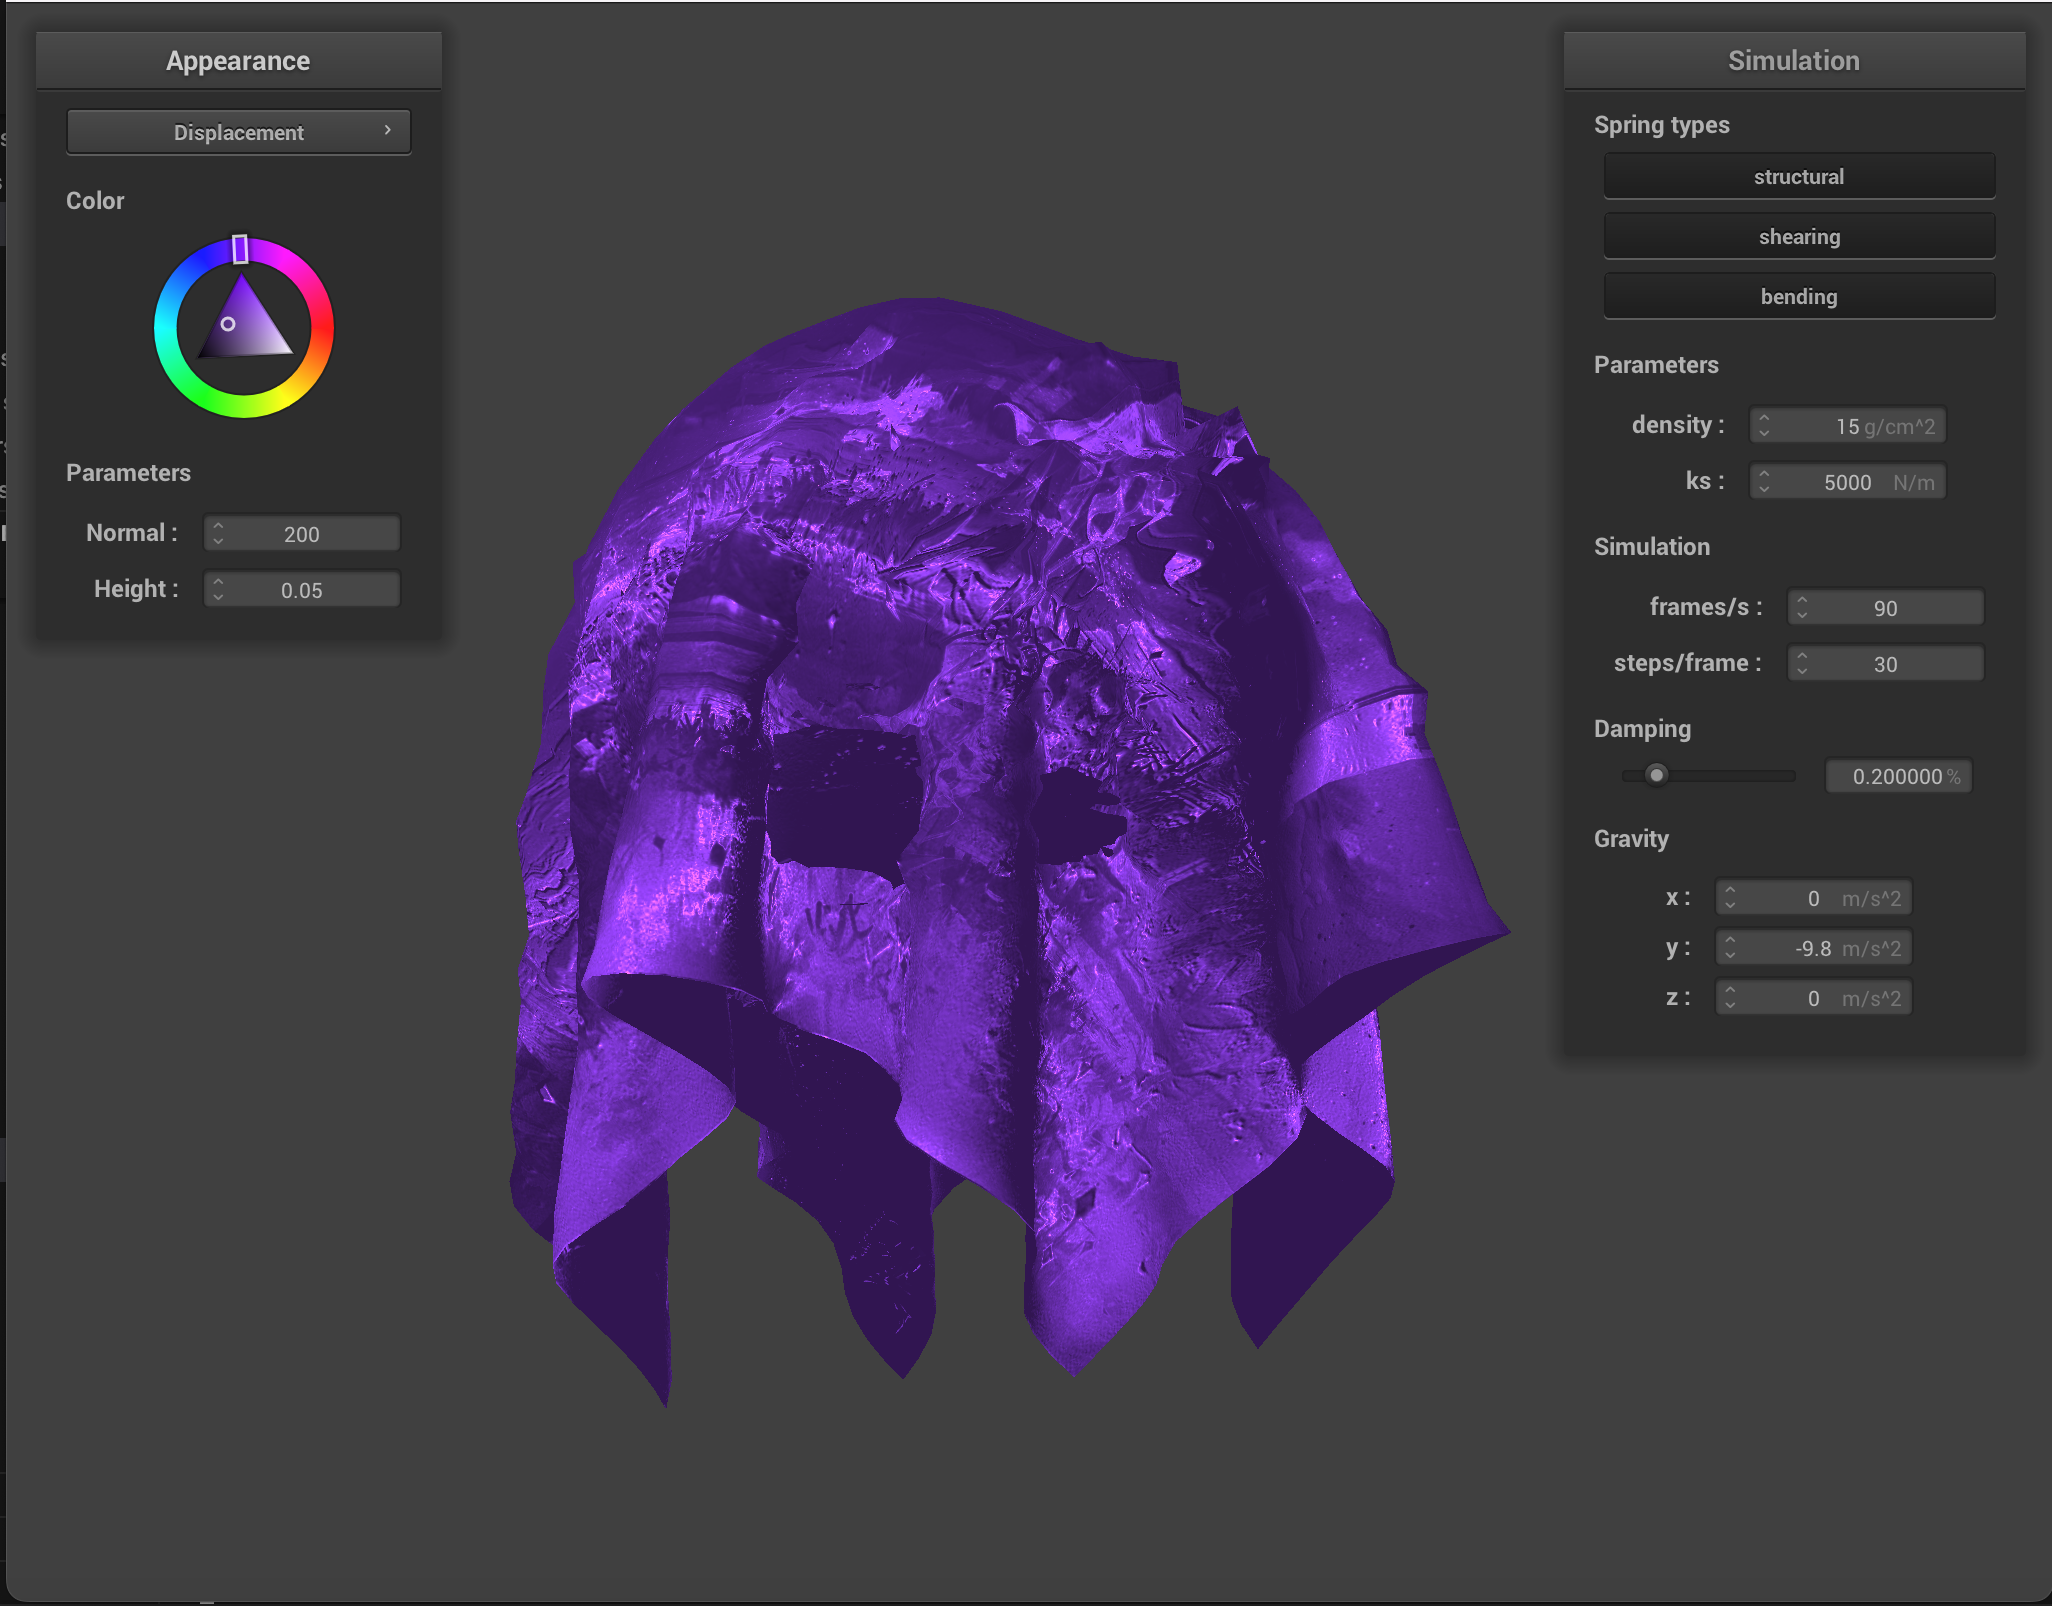 Appearance
Displacement
Color
Parameters
Normal : 200
Height : 0.05
Simulation
Spring types
structural
shearing
bending
Parameters
density : 15 g/cm^2
ks : 5000 N/m
Simulation
frames/s : 90
steps/frame : 30
Damping
0.200000 %
Gravity
x : 0 m/s^2
y : -9.8 m/s^2
z : 0 m/s^2